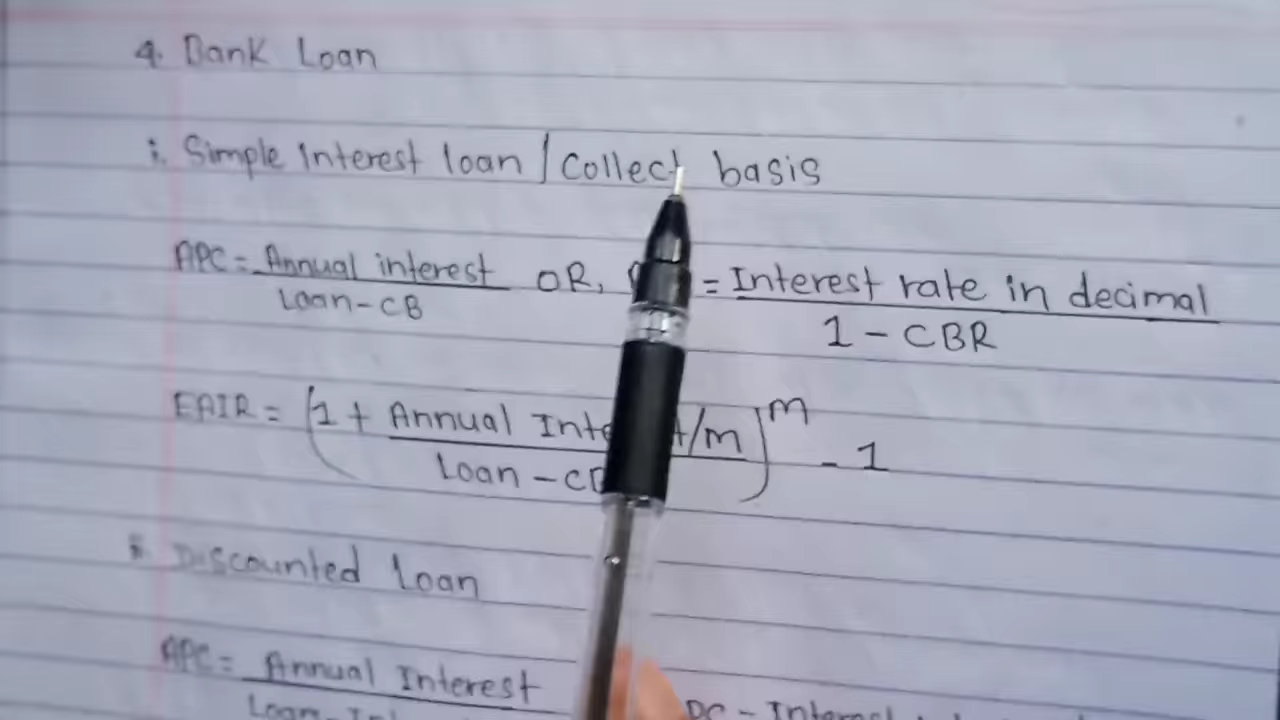 4. Bank Loan
i. Simple Interest loan / Collect basis
APC = Annual interest / Loan - CB OR, = Interest rate in decimal / 1 - CBR
EAIR = (1 + Annual /m / Loan - )^m - 1
ii. Discounted Loan
APC = Annual Interest
Loan